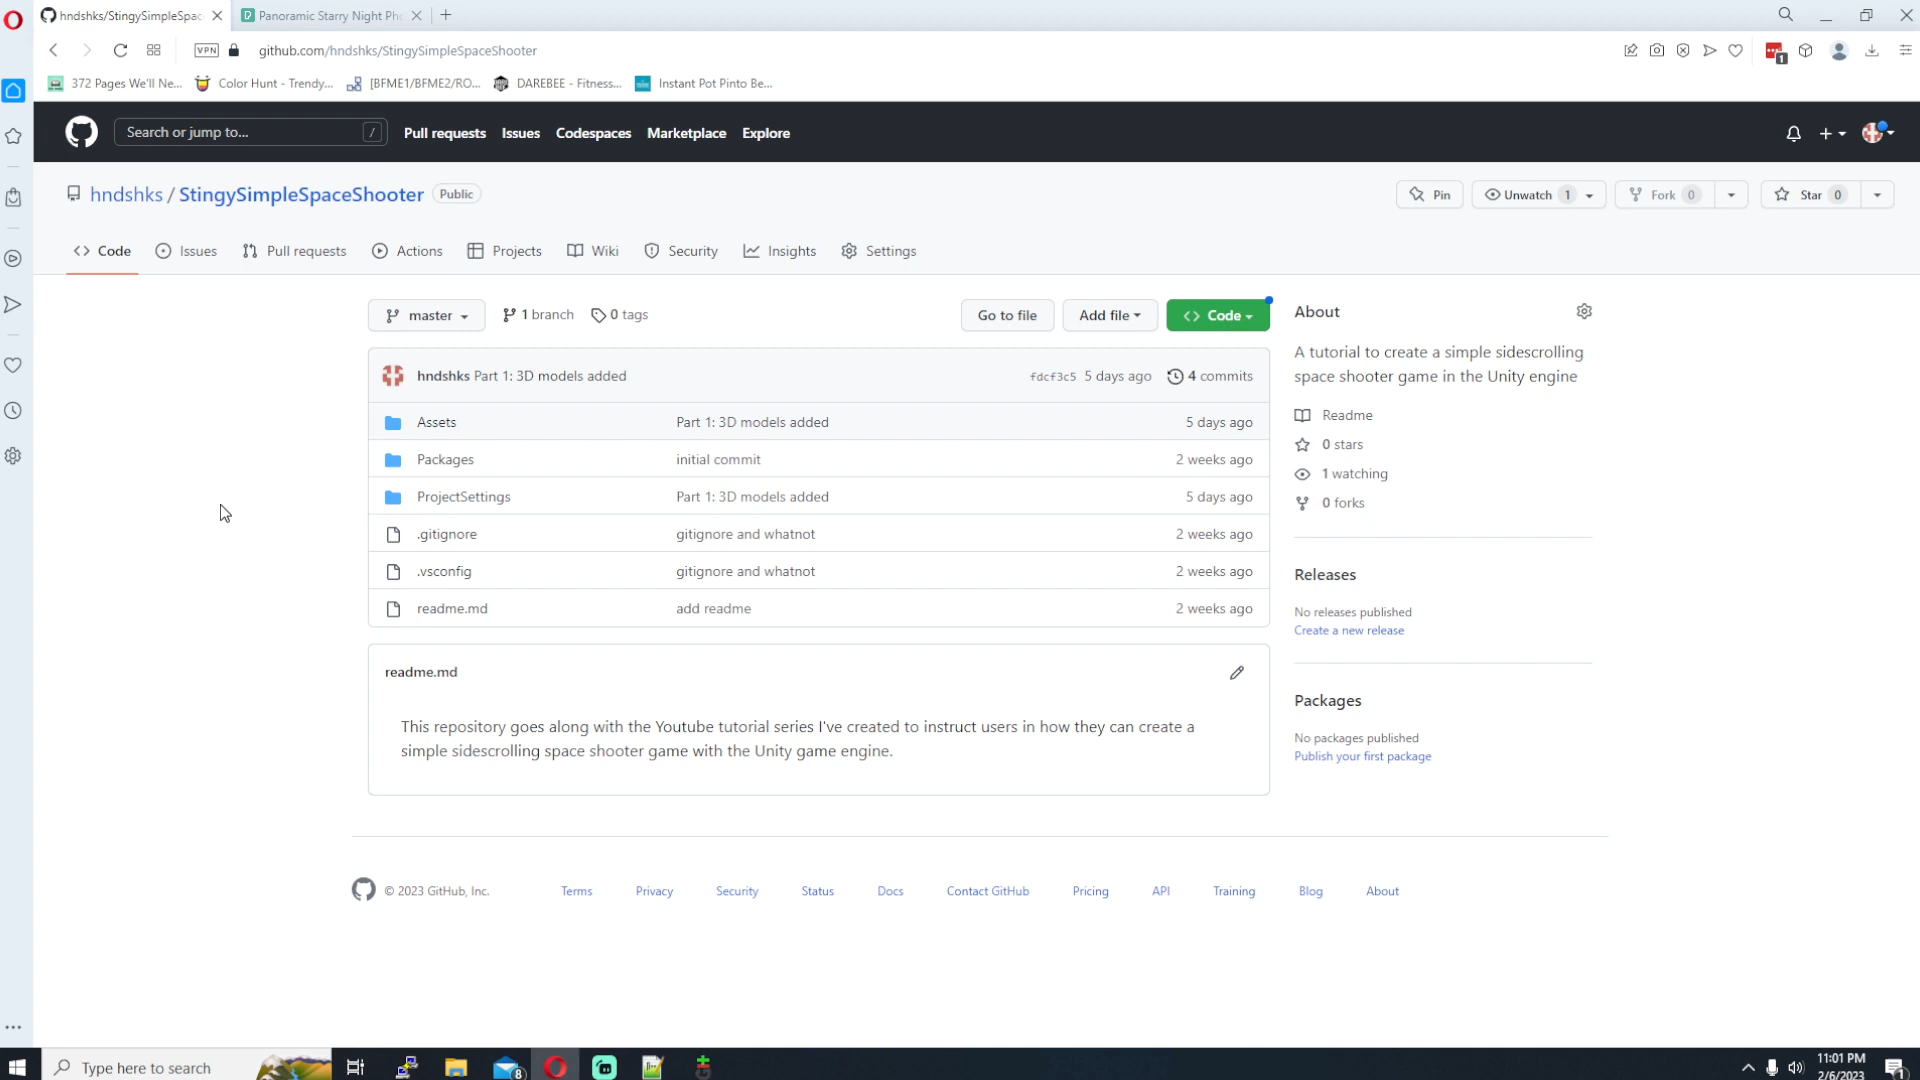 hndshks/StingySimpleSpac
Panoramic Starry Night Pho
VPN
github.com/hndshks/StingySimpleSpaceShooter
1
372 Pages We'll Ne...
Color Hunt - Trendy...
[BFME1/BFME2/RO...
DAREBEE - Fitness...
Instant Pot Pinto Be...
Search or jump to...
/
Pull requests
Issues
Codespaces
Marketplace
Explore
hndshks / StingySimpleSpaceShooter
Public
Pin
Unwatch 1
Fork 0
Star 0
Code
Issues
Pull requests
Actions
Projects
Wiki
Security
Insights
Settings
master
1 branch
0 tags
Go to file
Add file
Code
hndshks Part 1: 3D models added
fdcf3c5 5 days ago
4 commits
Assets
Part 1: 3D models added
5 days ago
Packages
initial commit
2 weeks ago
ProjectSettings
Part 1: 3D models added
5 days ago
.gitignore
gitignore and whatnot
2 weeks ago
.vsconfig
gitignore and whatnot
2 weeks ago
readme.md
add readme
2 weeks ago
readme.md
This repository goes along with the Youtube tutorial series I've created to instruct users in how they can create a
simple sidescrolling space shooter game with the Unity game engine.
About
A tutorial to create a simple sidescrolling
space shooter game in the Unity engine
Readme
0 stars
1 watching
0 forks
Releases
No releases published
Create a new release
Packages
No packages published
Publish your first package
© 2023 GitHub, Inc.
Terms
Privacy
Security
Status
Docs
Contact GitHub
Pricing
API
Training
Blog
About
Type here to search
8
11:01 PM
2/6/2023
1